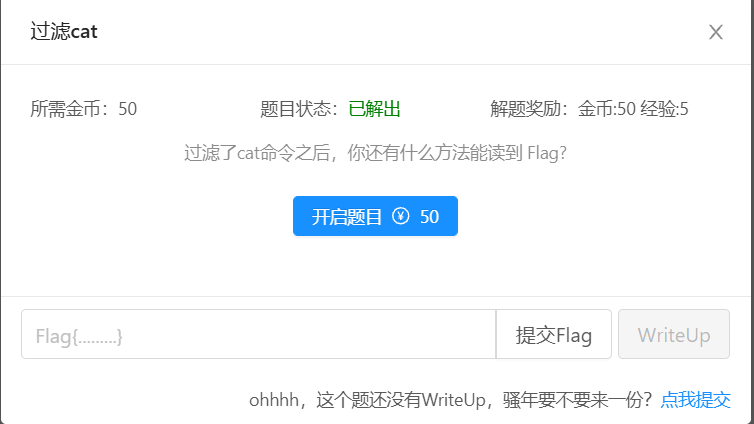 过滤cat
所需金币：50 题目状态：已解出 解题奖励：金币:50 经验:5
过滤了cat命令之后，你还有什么方法能读到 Flag？
开启题目 ¥ 50
Flag{.........} 提交Flag WriteUp
ohhhh，这个题还没有WriteUp，骚年要不要来一份？点我提交